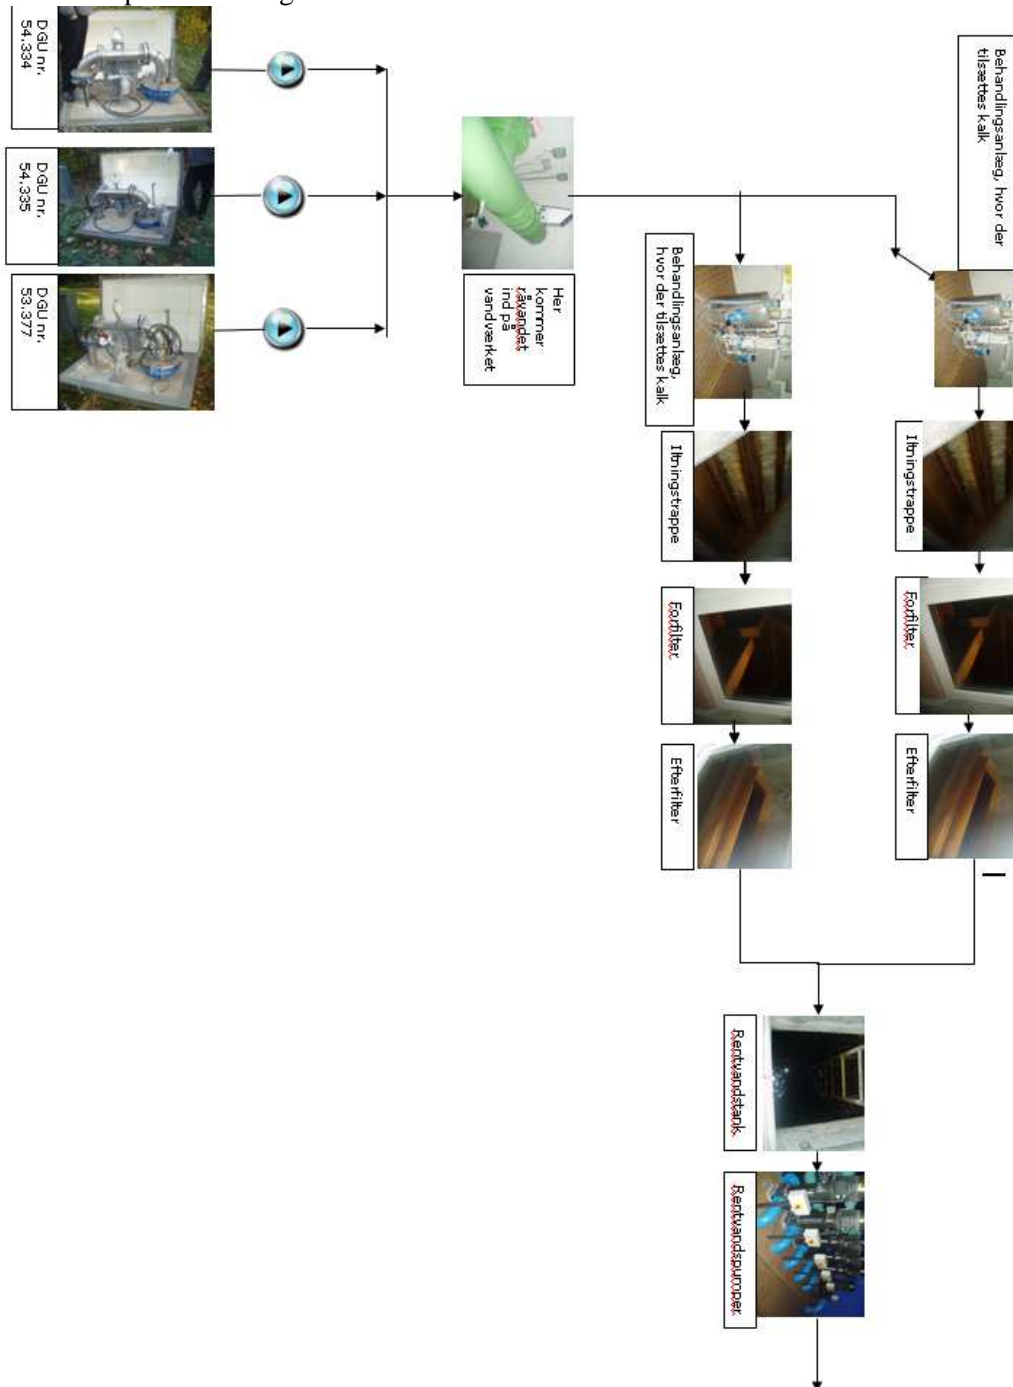 DGU nr.
54.334
DGU nr.
54.335
DGU nr.
53.377
Her
kommer
råvandet
ind på
vandværket
Behandlingsanlæg, hvor der
tilsættes kalk
Iltningstrappe
Forfilter
Efterfilter
Behandlingsanlæg,
hvor der tilsættes kalk
Iltningstrappe
Forfilter
Efterfilter
Rentvandstank
Rentvandspumper